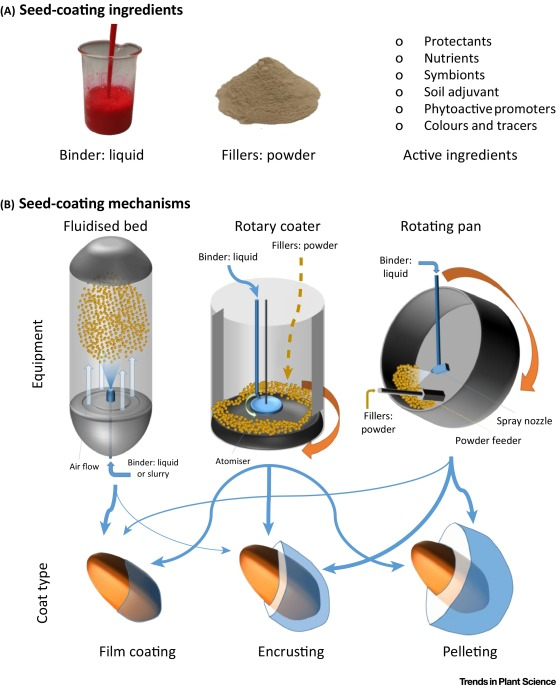 (A) Seed-coating ingredients
o Protectants
o Nutrients
o Symbionts
o Soil adjuvant
o Phytoactive promoters
o Colours and tracers
Binder: liquid
Fillers: powder
Active ingredients
(B) Seed-coating mechanisms
Fluidised bed
Rotary coater
Rotating pan
Fillers: powder
Binder: liquid
Binder:
liquid
Equipment
Fillers:
powder
Spray nozzle
Powder feeder
Air flow
Binder: liquid
or slurry
Atomiser
Coat type
Film coating
Encrusting
Pelleting
Trends in Plant Science